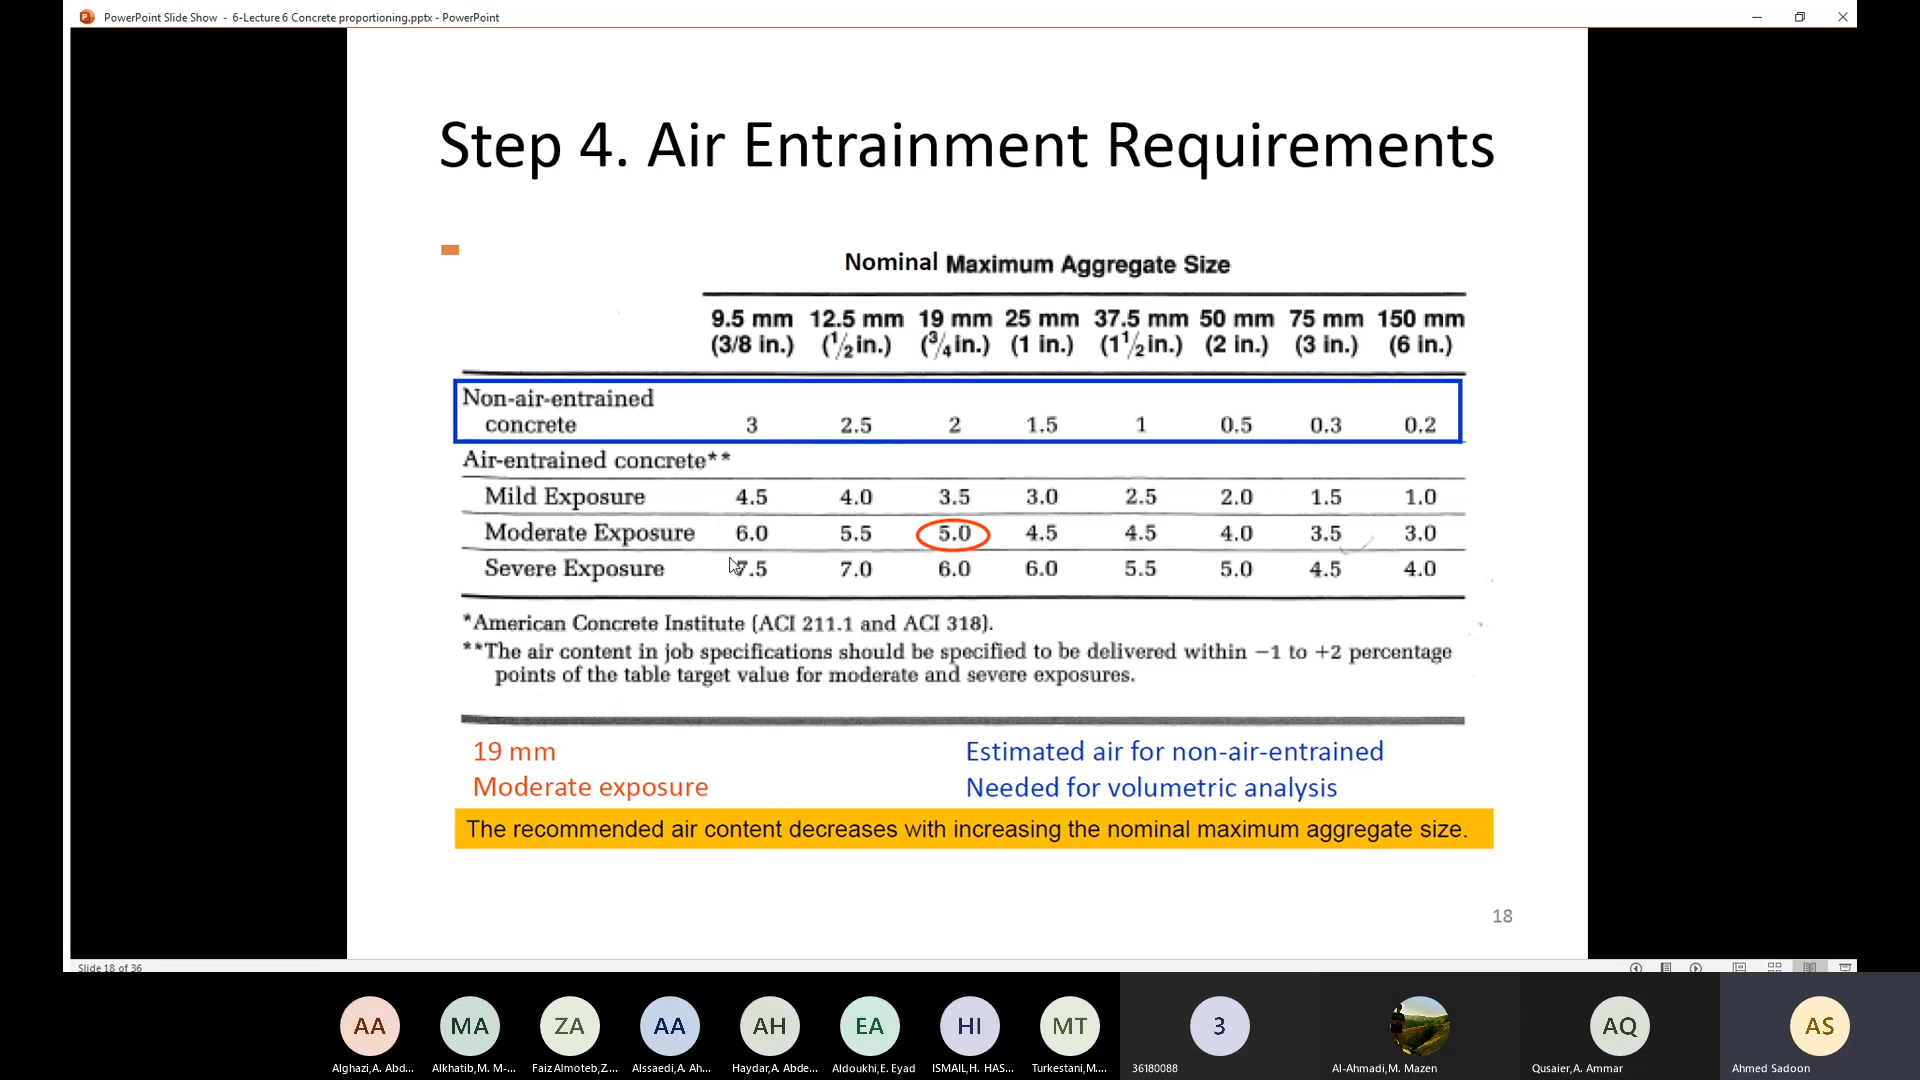 PowerPoint Slide Show - 6-Lecture 6 Concrete proportioning.pptx - PowerPoint
Step 4. Air Entrainment Requirements
Nominal Maximum Aggregate Size
9.5 mm 12.5 mm 19 mm 25 mm 37.5 mm 50 mm 75 mm 150 mm
(3/8 in.) (1/2 in.) (3/4 in.) (1 in.) (1 1/2 in.) (2 in.) (3 in.) (6 in.)
Non-air-entrained
concrete 3 2.5 2 1.5 1 0.5 0.3 0.2
Air-entrained concrete**
Mild Exposure 4.5 4.0 3.5 3.0 2.5 2.0 1.5 1.0
Moderate Exposure 6.0 5.5 5.0 4.5 4.5 4.0 3.5 3.0
Severe Exposure 7.5 7.0 6.0 6.0 5.5 5.0 4.5 4.0
*American Concrete Institute (ACI 211.1 and ACI 318).
**The air content in job specifications should be specified to be delivered within −1 to +2 percentage
points of the table target value for moderate and severe exposures.
19 mm
Moderate exposure
Estimated air for non-air-entrained
Needed for volumetric analysis
The recommended air content decreases with increasing the nominal maximum aggregate size.
18
Slide 18 of 36
AA MA ZA AA AH EA HI MT 3 AQ AS
Alghazi,A. Abd... Alkhatib,M. M-... Faiz Almoteb,Z.... Alssaedi,A. Ah... Haydar,A. Abde... Aldoukhi,E. Eyad ISMAIL,H. HAS... Turkestani,M.... 36180088 Al-Ahmadi,M. Mazen Qusaier,A. Ammar Ahmed Sadoon